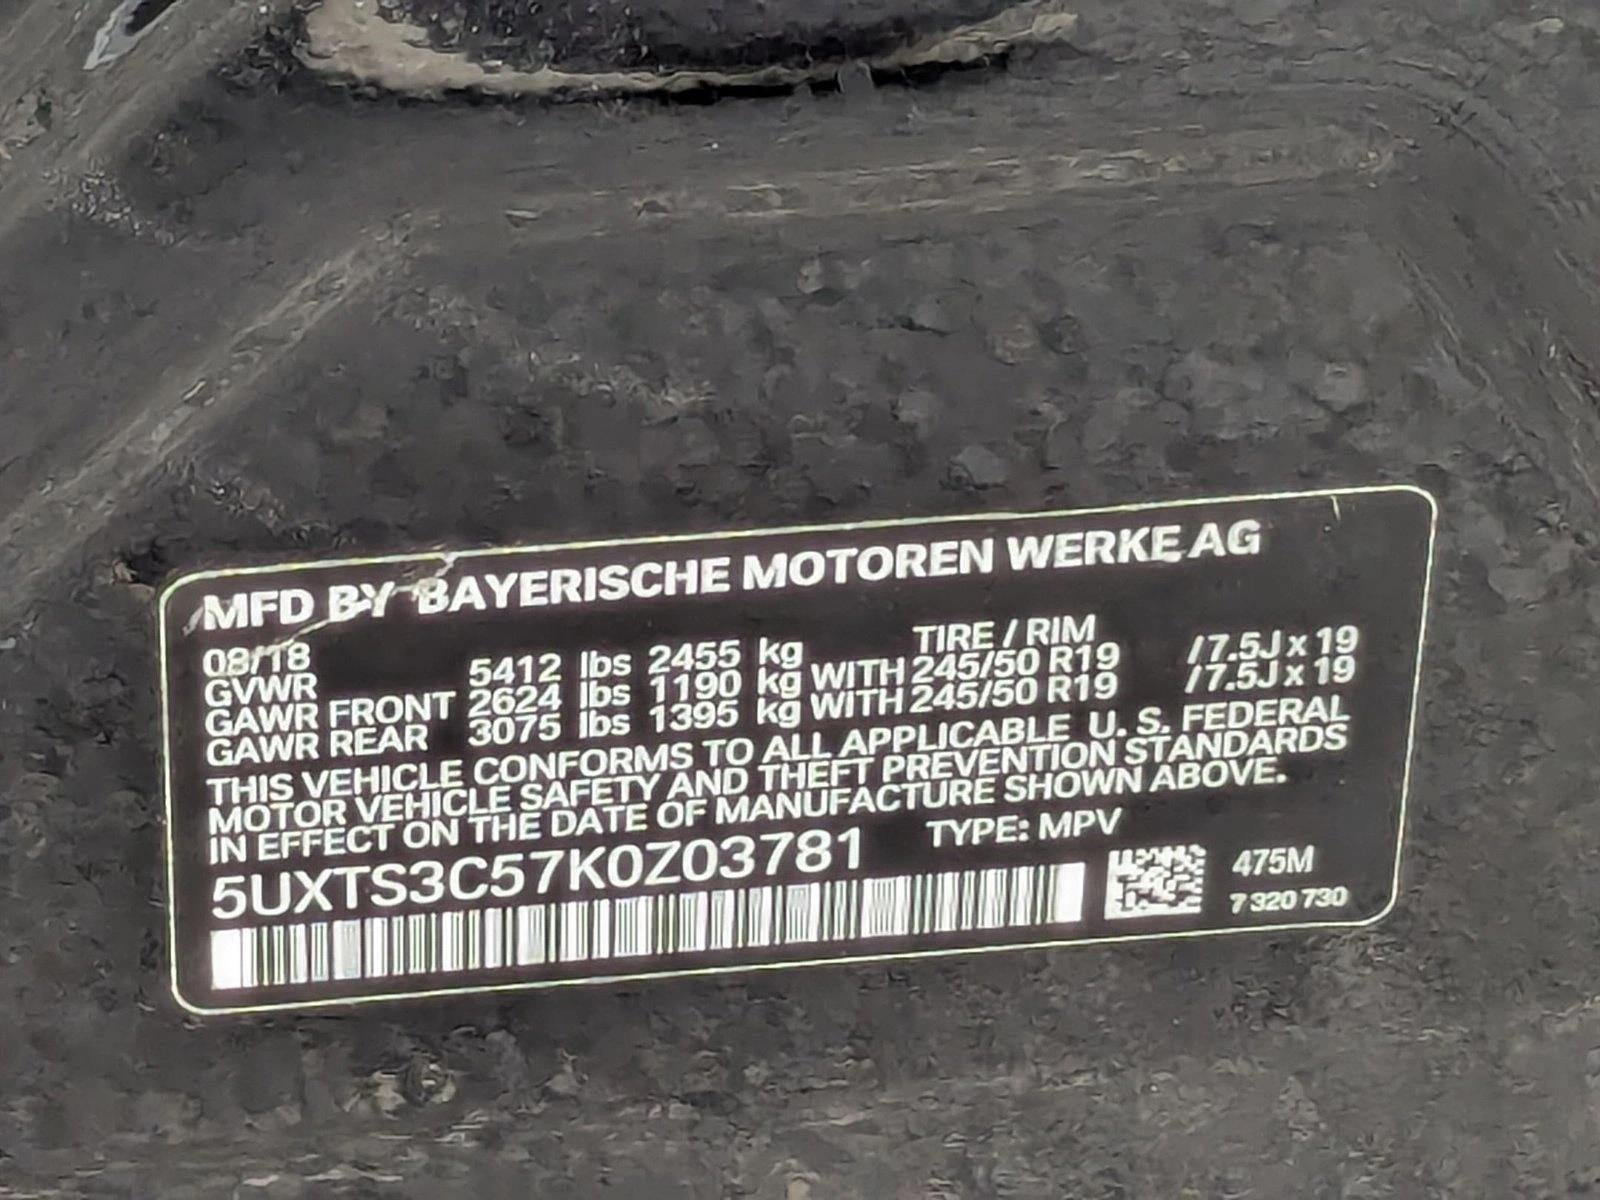 MFD BY BAYERISCHE MOTOREN WERKE AG
08/18 TIRE / RIM
GVWR 5412 lbs 2455 kg
GAWR FRONT 2624 lbs 1190 kg WITH 245/50 R19 / 7.5J x 19
GAWR REAR 3075 lbs 1395 kg WITH 245/50 R19 / 7.5J x 19
THIS VEHICLE CONFORMS TO ALL APPLICABLE U. S. FEDERAL
MOTOR VEHICLE SAFETY AND THEFT PREVENTION STANDARDS
IN EFFECT ON THE DATE OF MANUFACTURE SHOWN ABOVE.
5UXTS3C57K0Z03781 TYPE: MPV
475M
7 320 730